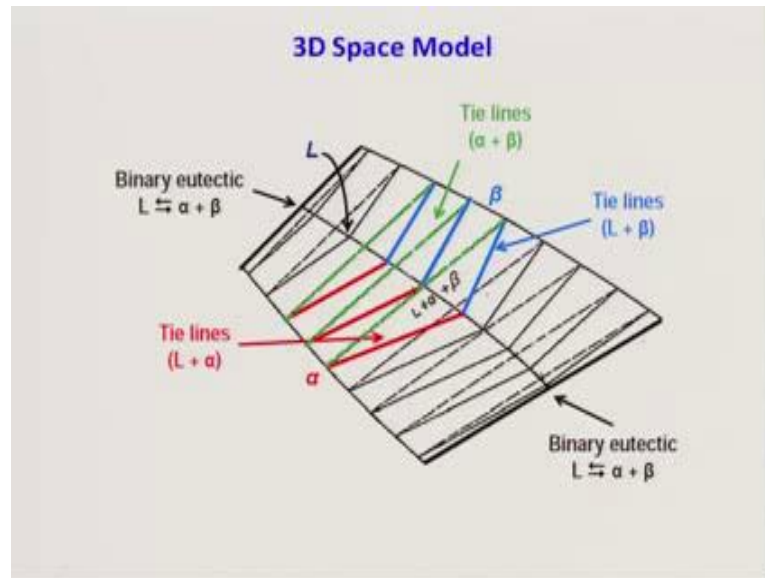 3D Space Model
Tie lines
(α + β)
L
Binary eutectic
L ⇆ α + β
β
Tie lines
(L + β)
L+α+β
Tie lines
(L + α)
α
Binary eutectic
L ⇆ α + β